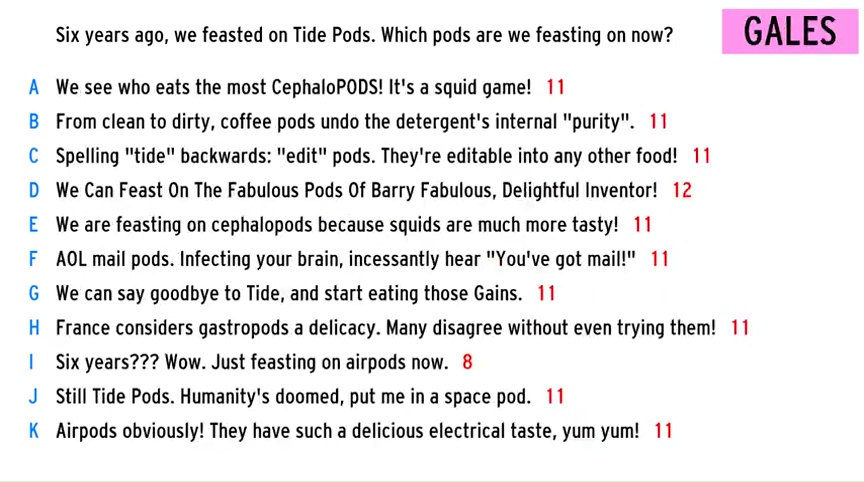 Six years ago, we feasted on Tide Pods. Which pods are we feasting on now?
GALES
A We see who eats the most CephaloPODS! It's a squid game! 11
B From clean to dirty, coffee pods undo the detergent's internal "purity". 11
C Spelling "tide" backwards: "edit" pods. They're editable into any other food! 11
D We Can Feast On The Fabulous Pods Of Barry Fabulous, Delightful Inventor! 12
E We are feasting on cephalopods because squids are much more tasty! 11
F AOL mail pods. Infecting your brain, incessantly hear "You've got mail!" 11
G We can say goodbye to Tide, and start eating those Gains. 11
H France considers gastropods a delicacy. Many disagree without even trying them! 11
I Six years??? Wow. Just feasting on airpods now. 8
J Still Tide Pods. Humanity's doomed, put me in a space pod. 11
K Airpods obviously! They have such a delicious electrical taste, yum yum! 11